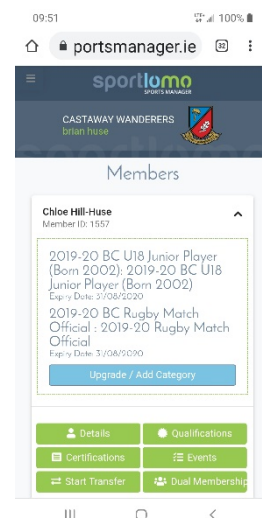 09:51
LTE+ 100%
portsmanager.ie 32
sportlomo
SPORTS MANAGER
CASTAWAY WANDERERS
brian huse
Members
Chloe Hill-Huse
Member ID: 1557
2019-20 BC U18 Junior Player
(Born 2002): 2019-20 BC U18
Junior Player (Born 2002)
Expiry Date: 31/08/2020
2019-20 BC Rugby Match
Official : 2019-20 Rugby Match
Official
Expiry Date: 31/08/2020
Upgrade / Add Category
Details Qualifications
Certifications Events
Start Transfer Dual Membership